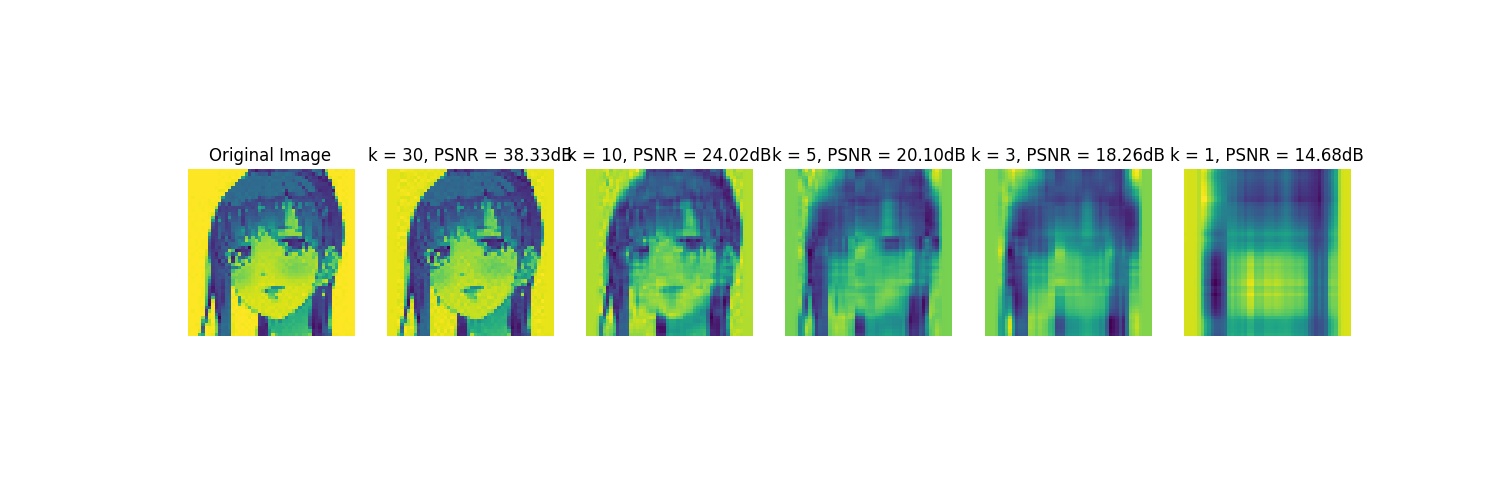 Original Image
k = 30, PSNR = 38.33dB
k = 10, PSNR = 24.02dB
k = 5, PSNR = 20.10dB
k = 3, PSNR = 18.26dB
k = 1, PSNR = 14.68dB